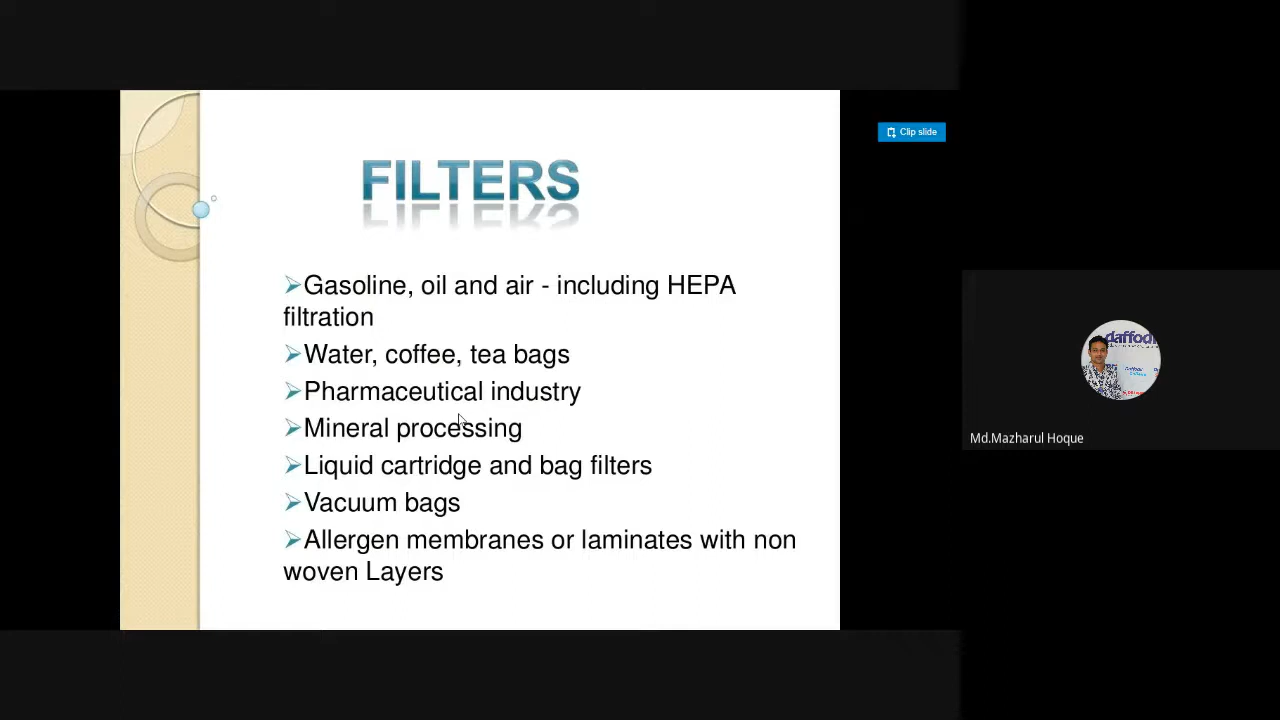 Clip slide
FILTERS
➢Gasoline, oil and air - including HEPA
filtration
➢Water, coffee, tea bags
➢Pharmaceutical industry
➢Mineral processing
➢Liquid cartridge and bag filters
➢Vacuum bags
➢Allergen membranes or laminates with non
woven Layers
daffodil
Md.Mazharul Hoque